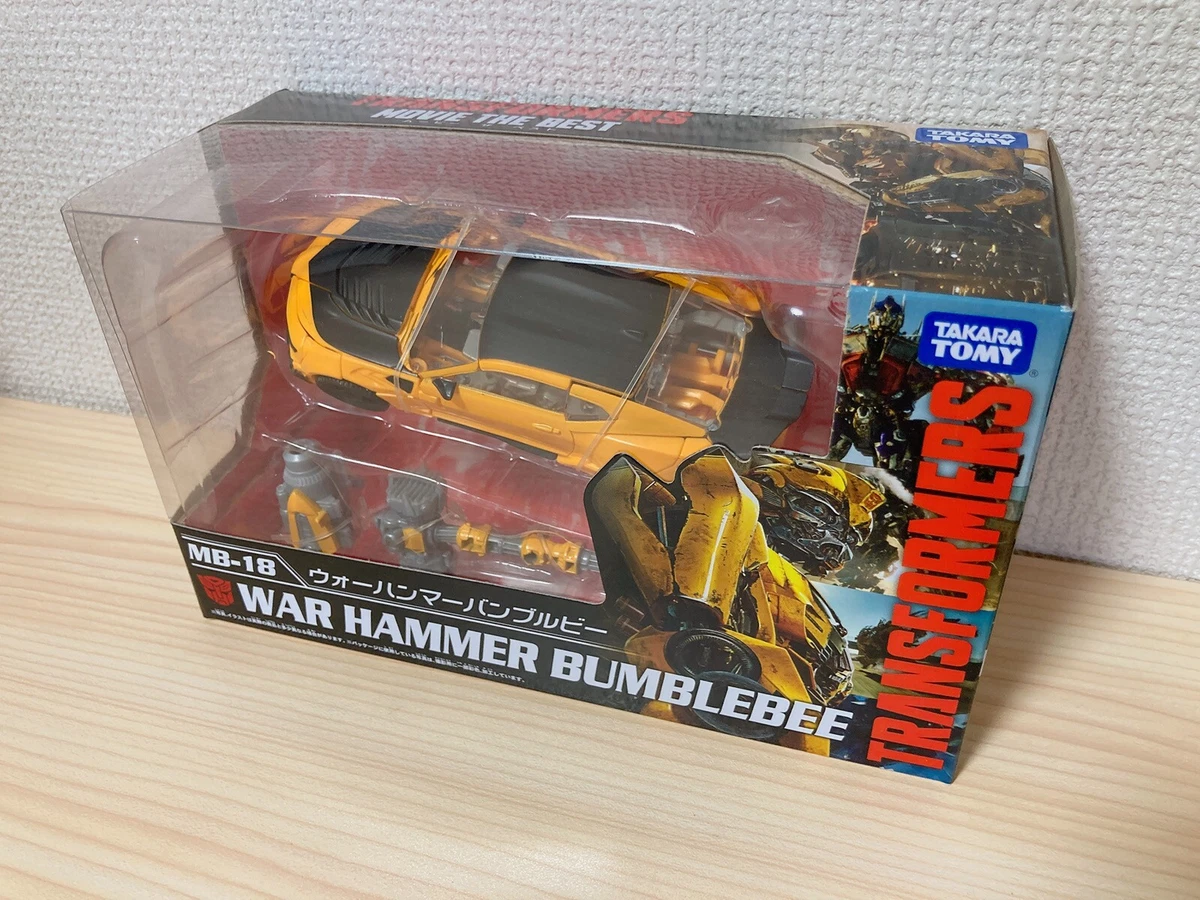 TRANSFORMERS
MOVIE THE BEST
TAKARA
TOMY
TAKARA
TOMY
®
TRANSFORMERS
MB-18
ウォーハンマーバンブルビー
WAR HAMMER BUMBLEBEE